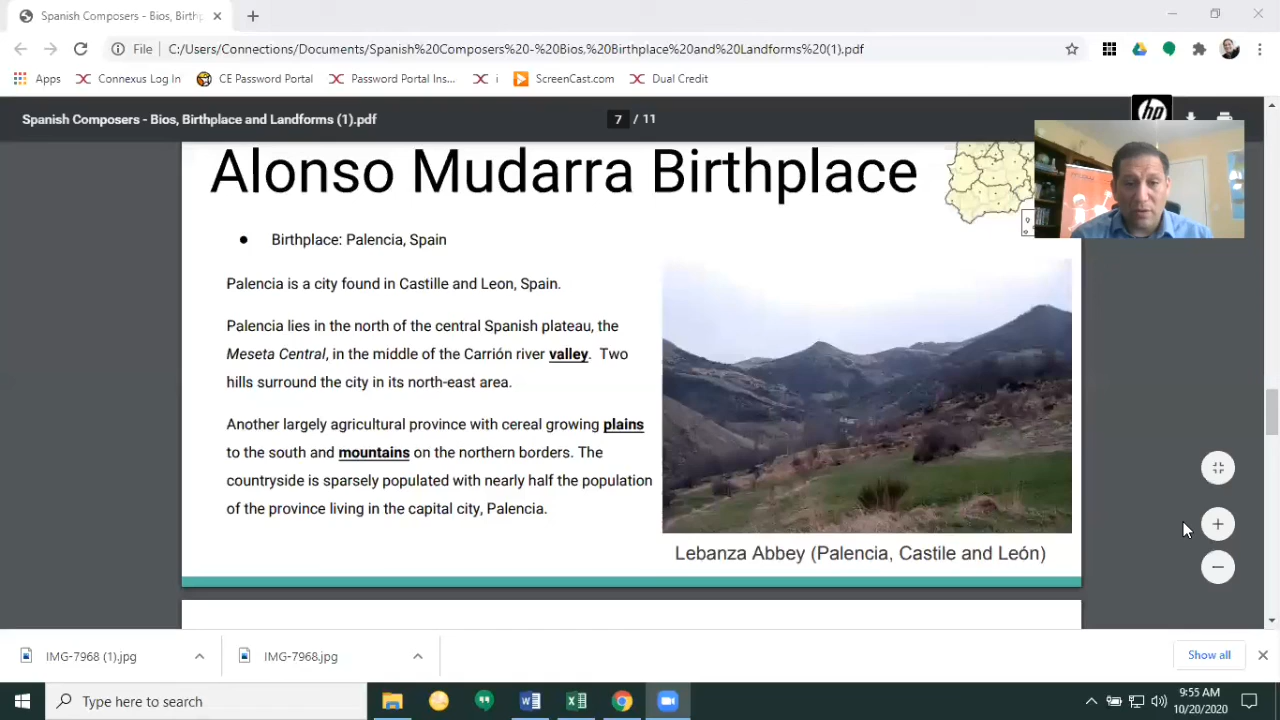 Spanish Composers - Bios, Birthp
File
C:/Users/Connections/Documents/Spanish%20Composers%20-%20Bios,%20Birthplace%20and%20Landforms%20(1).pdf
Apps
Connexus Log In
CE Password Portal
Password Portal Ins...
i
ScreenCast.com
Dual Credit
Spanish Composers - Bios, Birthplace and Landforms (1).pdf
7 / 11
hp
Alonso Mudarra Birthplace
● Birthplace: Palencia, Spain
Palencia is a city found in Castille and Leon, Spain.
Palencia lies in the north of the central Spanish plateau, the
Meseta Central, in the middle of the Carrión river valley. Two
hills surround the city in its north-east area.
Another largely agricultural province with cereal growing plains
to the south and mountains on the northern borders. The
countryside is sparsely populated with nearly half the population
of the province living in the capital city, Palencia.
Lebanza Abbey (Palencia, Castile and León)
IMG-7968 (1).jpg
IMG-7968.jpg
Show all
Type here to search
9:55 AM
10/20/2020